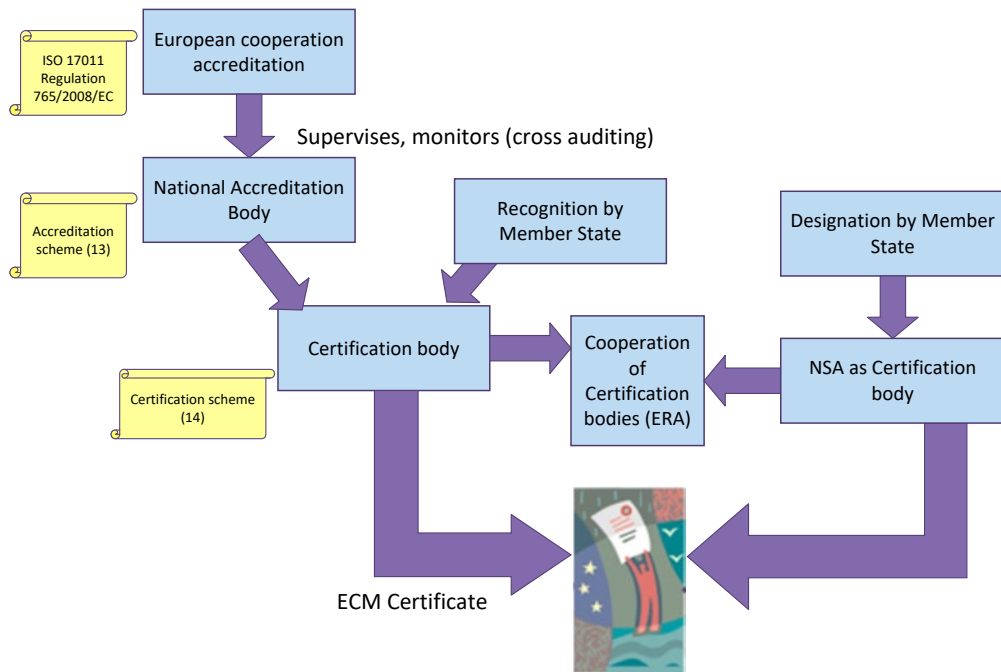 European cooperation
accreditation
ISO 17011
Regulation
765/2008/EC
Supervises, monitors (cross auditing)
National Accreditation
Body
Recognition by
Member State
Designation by Member
State
Accreditation
scheme (13)
Certification body
Cooperation
of
Certification
bodies (ERA)
NSA as Certification
body
Certification scheme
(14)
ECM Certificate